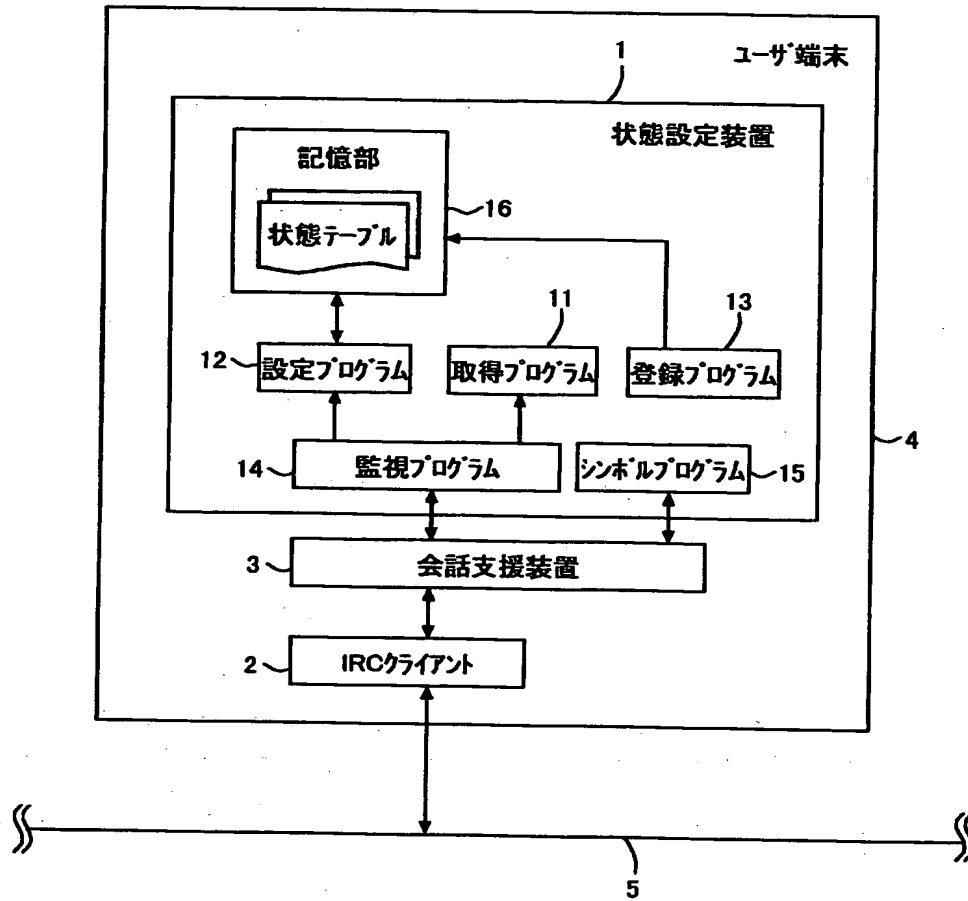 ユーザ端末
1
状態設定装置
記憶部
状態テーブル
16
11
13
12
設定プログラム
取得プログラム
登録プログラム
4
14
監視プログラム
シンボルプログラム
15
3
会話支援装置
2
IRCクライアント
5